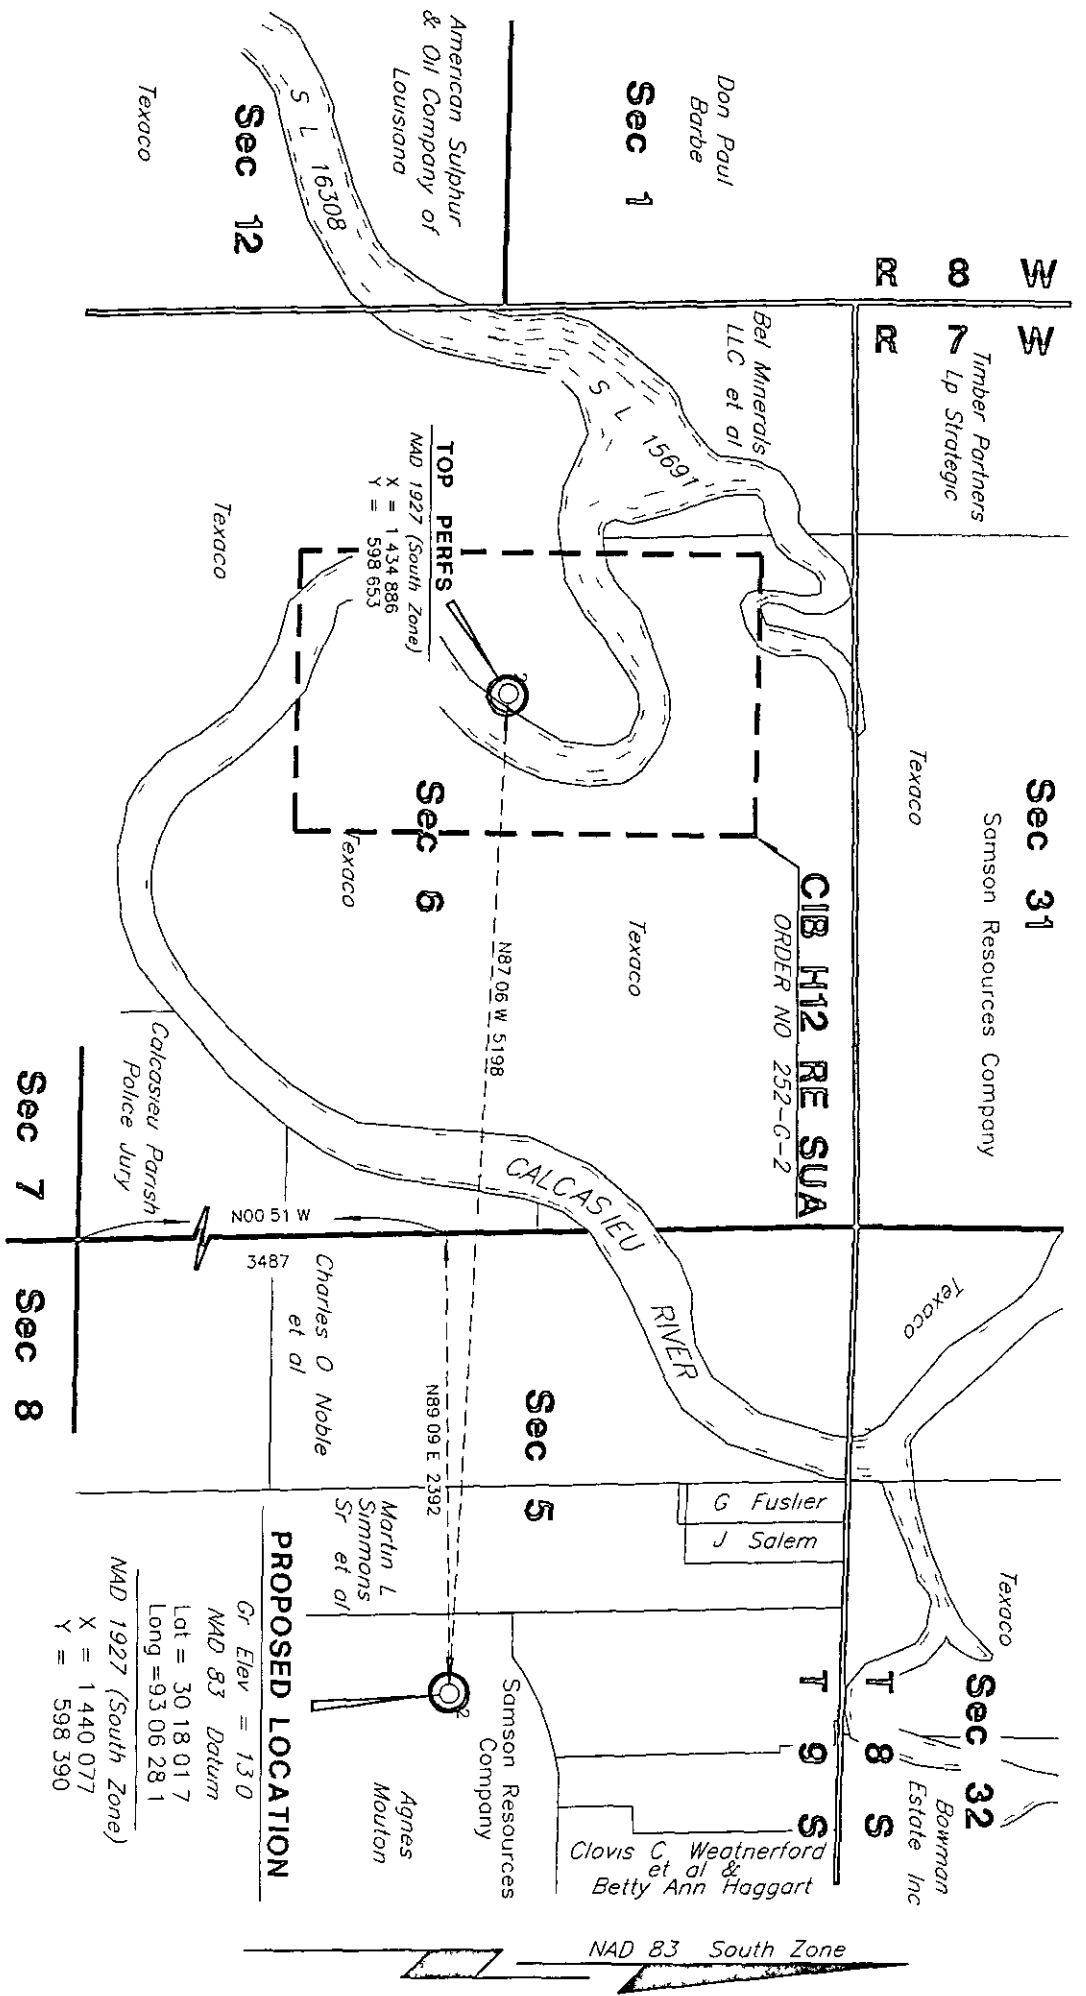 R 8 W
R 7 W
Don Paul
Barbe
Sec 1
American Sulphur
& Oil Company of
Louisiana
S L 16308
Sec 12
Texaco
Timber Partners
Lp Strategic
Bel Minerals
LLC et al
S L 15691
TOP PERFS
NAD 1927 (South Zone)
X = 1 434 886
Y = 598 653
Texaco
2
Sec 31
Samson Resources Company
Texaco
CIB H12 RE SUA
ORDER NO 252-G-2
Texaco
Sec 6
Texaco
N87 06 W 5198
Calcasieu Parish
Police Jury
CALCASIEU
RIVER
N00 51 W
3487
Sec 7
Sec 8
Texaco
Charles O Noble
et al
N89 09 E 2392
Sec 5
G Fuslier
J Salem
Martin L
Simmons
Sr et al
Texaco
Sec 32
T 8 S
T 9 S
Bowman
Estate Inc
Samson Resources
Company
2
Agnes
Mouton
Clovis C Weatnerford
et al &
Betty Ann Haggart
PROPOSED LOCATION
Gr Elev = 13 0
NAD 83 Datum
Lat = 30 18 01 7
Long = 93 06 28 1
NAD 1927 (South Zone)
X = 1 440 077
Y = 598 390
NAD 83 South Zone